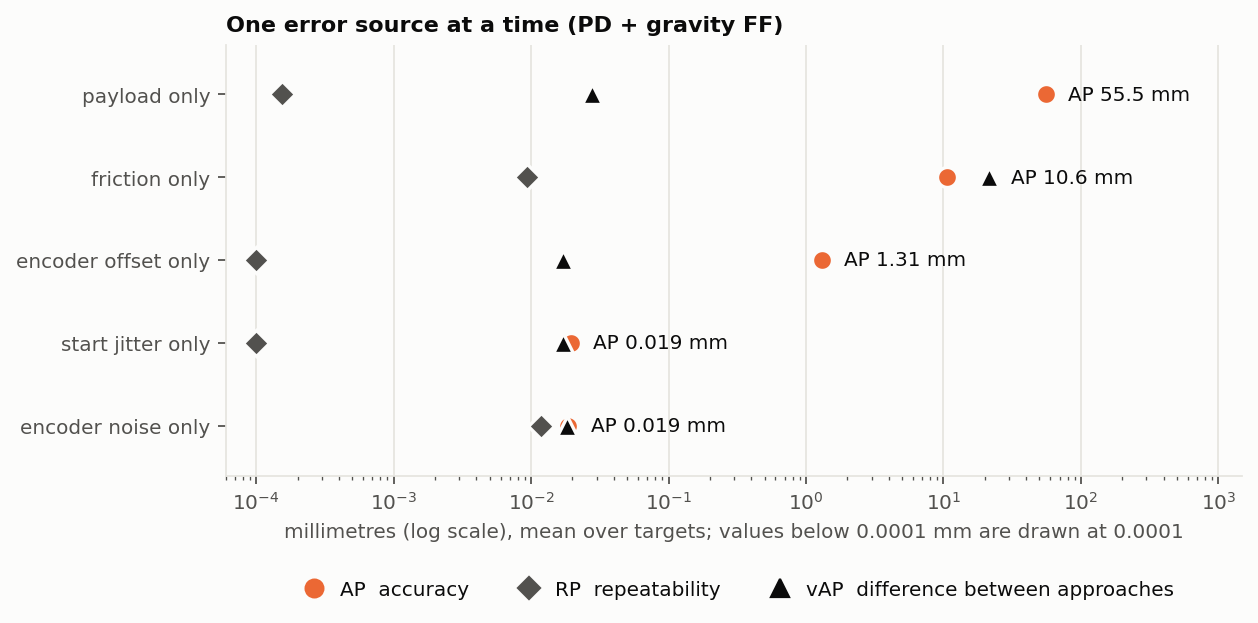 One error source at a time (PD + gravity FF)
payload only
AP 55.5 mm
friction only
AP 10.6 mm
encoder offset only
AP 1.31 mm
start jitter only
AP 0.019 mm
encoder noise only
AP 0.019 mm
10⁻⁴ 10⁻³ 10⁻² 10⁻¹ 10⁰ 10¹ 10² 10³
millimetres (log scale), mean over targets; values below 0.0001 mm are drawn at 0.0001
AP accuracy RP repeatability vAP difference between approaches